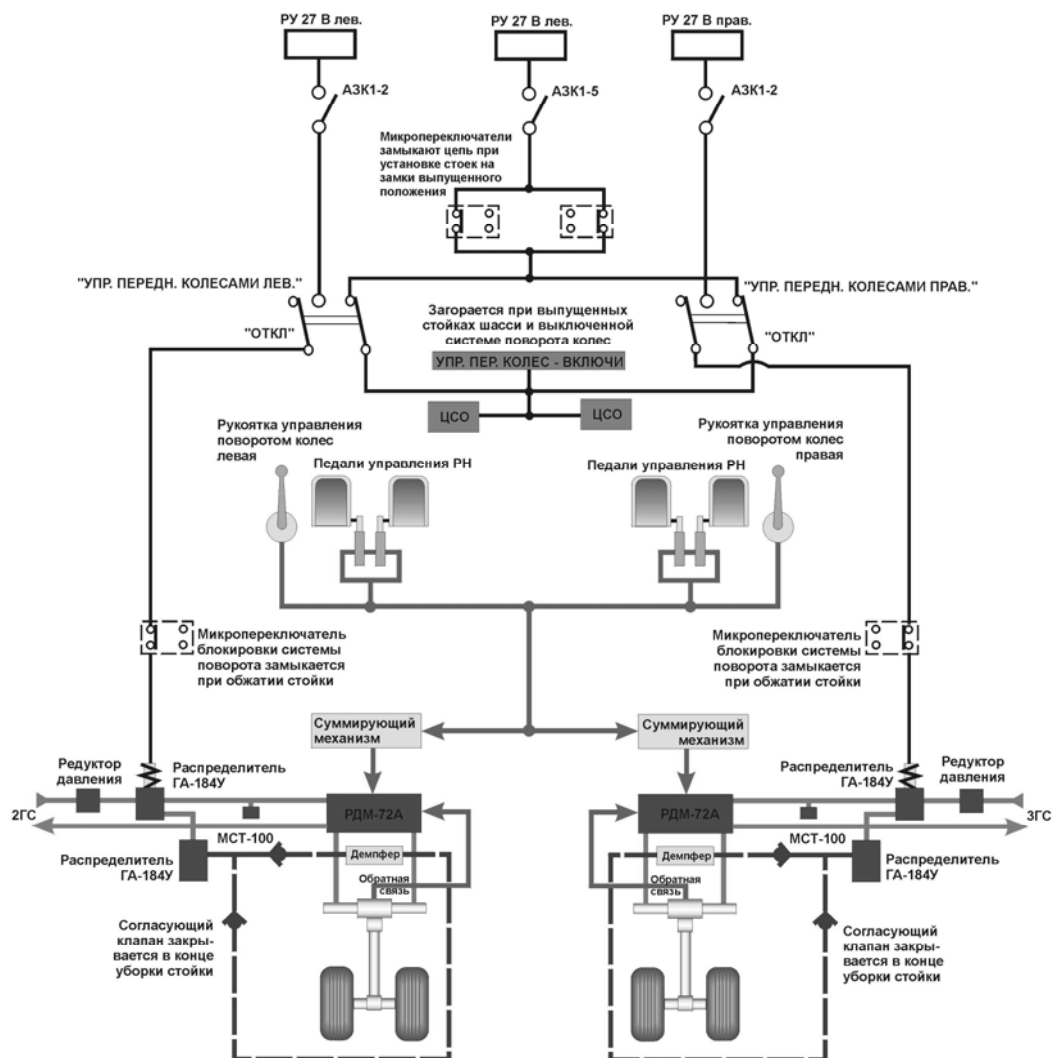 РУ 27 В лев.
РУ 27 В лев.
РУ 27 В прав.
АЗК1-2
АЗК1-5
АЗК1-2
Микропереключатели
замыкают цепь при
установке стоек на
замки выпущенного
положения
"УПР. ПЕРЕДН. КОЛЕСАМИ ЛЕВ."
"УПР. ПЕРЕДН. КОЛЕСАМИ ПРАВ."
"ОТКЛ"
Загорается при выпущенных
стойках шасси и выключенной
системе поворота колес
"ОТКЛ"
УПР. ПЕР. КОЛЕС - ВКЛЮЧИ
ЦСО
ЦСО
Рукоятка управления
поворотом колес
левая
Педали управления РН
Педали управления РН
Рукоятка управления
поворотом колес
правая
Микропереключатель
блокировки системы
поворота замыкается
при обжатии стойки
Микропереключатель
блокировки системы
поворота замыкается
при обжатии стойки
Суммирующий
механизм
Суммирующий
механизм
Редуктор
давления
Распределитель
ГА-184У
Распределитель
ГА-184У
Редуктор
давления
2ГС
РДМ-72А
РДМ-72А
3ГС
МСТ-100
МСТ-100
Распределитель
ГА-184У
Демпфер
Демпфер
Распределитель
ГА-184У
Обратная
связь
Обратная
связь
Согласующий
клапан закры-
вается в конце
уборки стойки
Согласующий
клапан закры-
вается в конце
уборки стойки